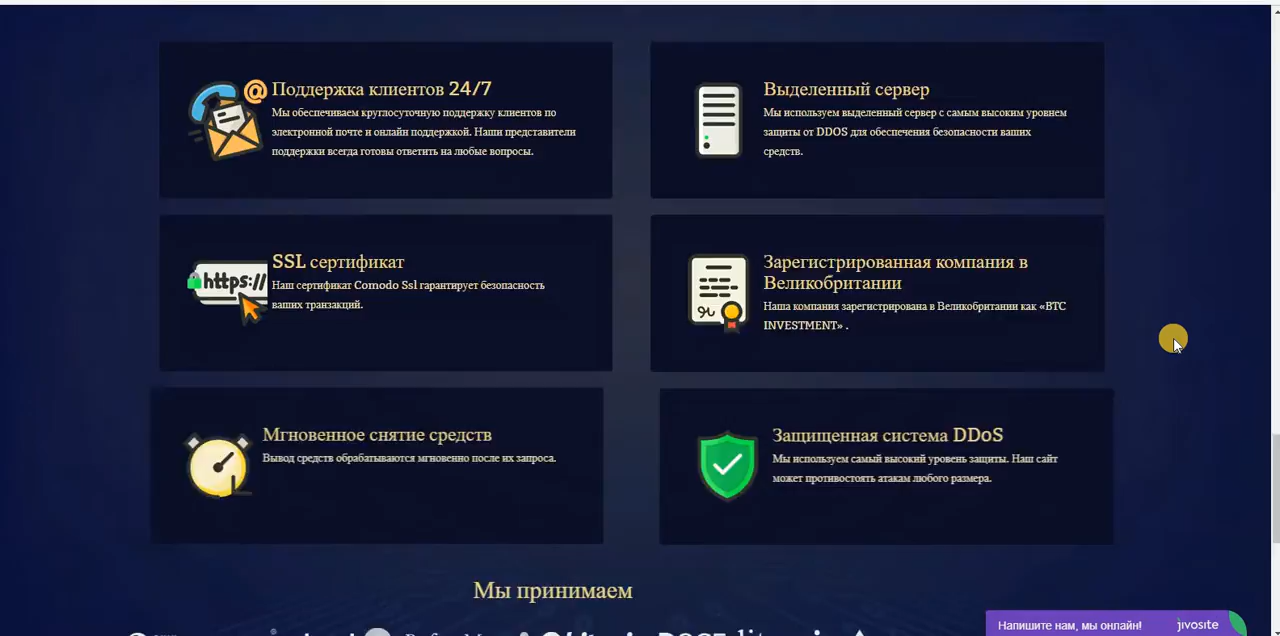 Поддержка клиентов 24/7
Мы обеспечиваем круглосуточную поддержку клиентов по
электронной почте и онлайн поддержкой. Наши представители
поддержки всегда готовы ответить на любые вопросы.
Выделенный сервер
Мы используем выделенный сервер с самым высоким уровнем
защиты от DDOS для обеспечения безопасности ваших
средств.
https://
SSL сертификат
Наш сертификат Comodo Ssl гарантирует безопасность
ваших транзакций.
Зарегистрированная компания в
Великобритании
Наша компания зарегистрирована в Великобритании как «BTC
INVESTMENT» .
Мгновенное снятие средств
Вывод средств обрабатываются мгновенно после их запроса.
Защищенная система DDoS
Мы используем самый высокий уровень защиты. Наш сайт
может противостоять атакам любого размера.
Мы принимаем
Напишите нам, мы онлайн! jivosite